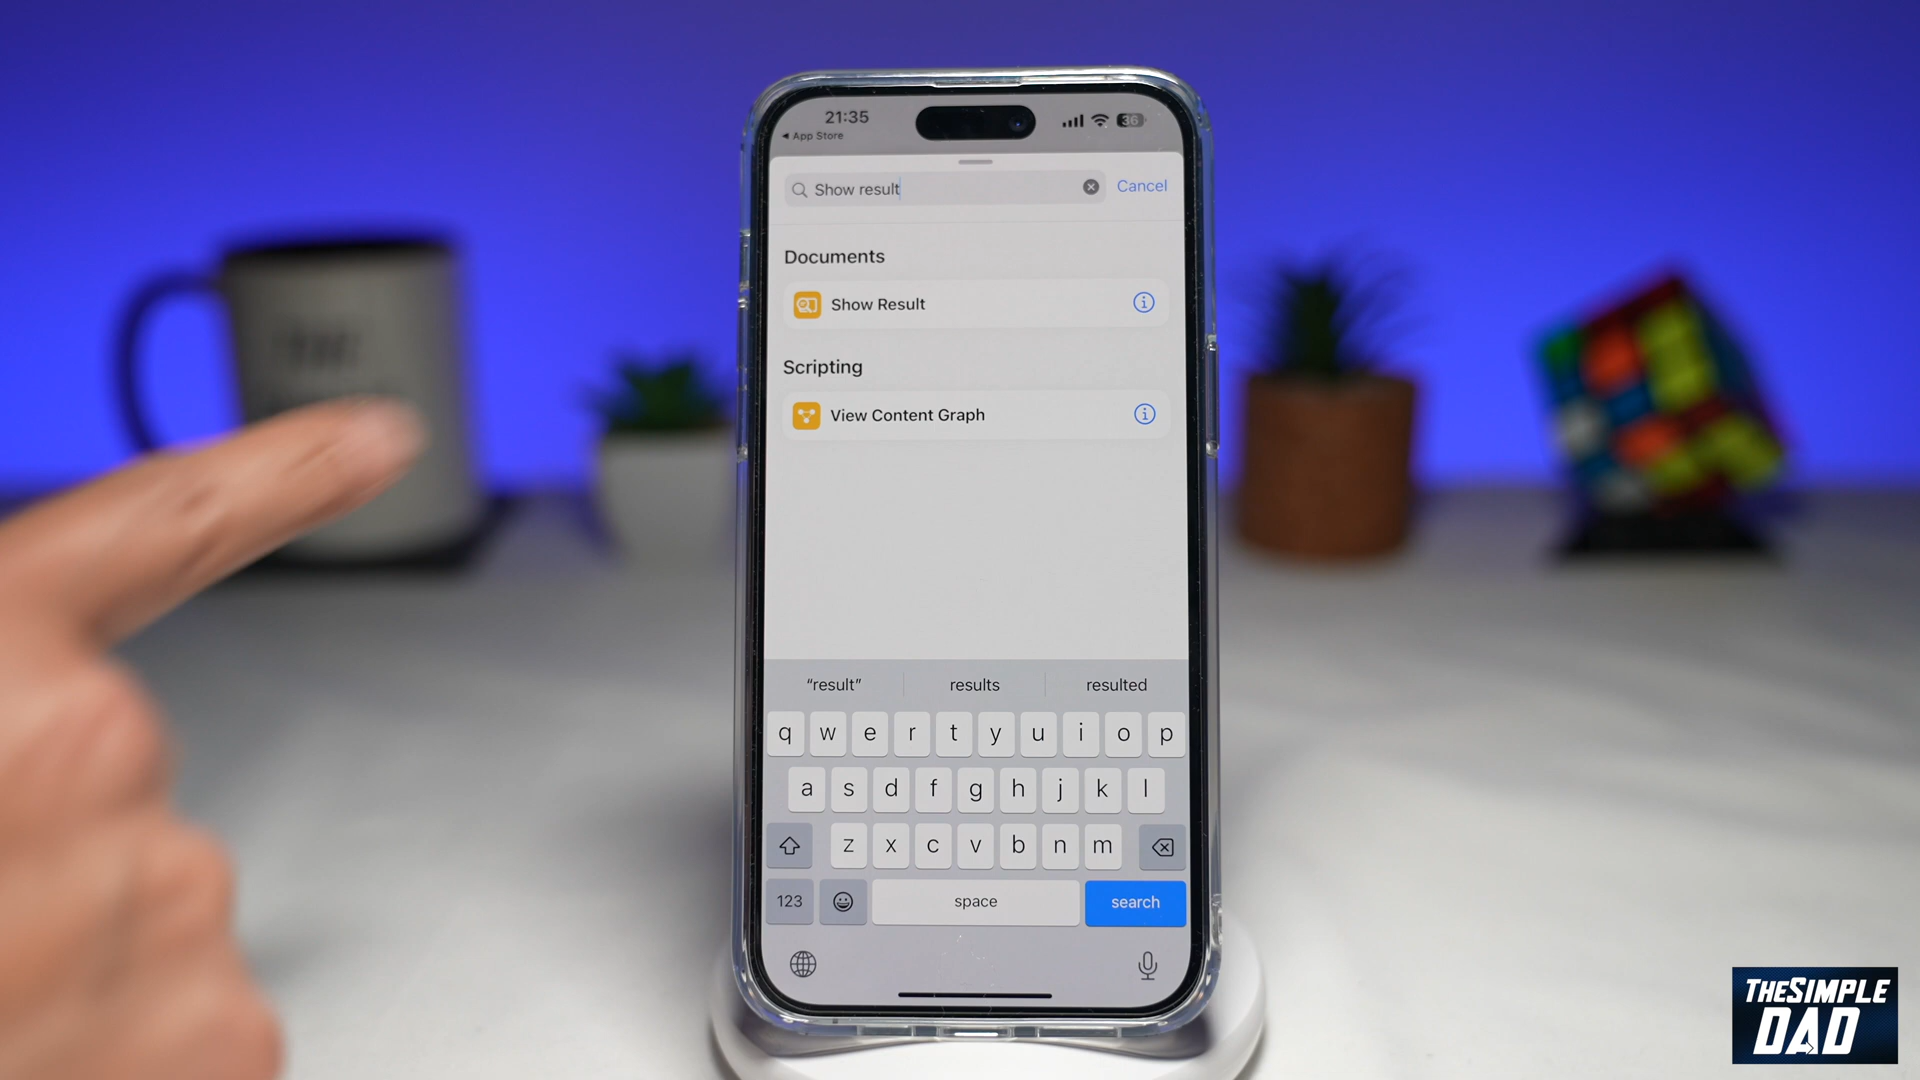 21:35
36
◄ App Store
Show result
Cancel
Documents
Show Result
Scripting
View Content Graph
“result”
results
resulted
q w e r t y u i o p
a s d f g h j k l
z x c v b n m
123
space
search
THESIMPLE
DAD